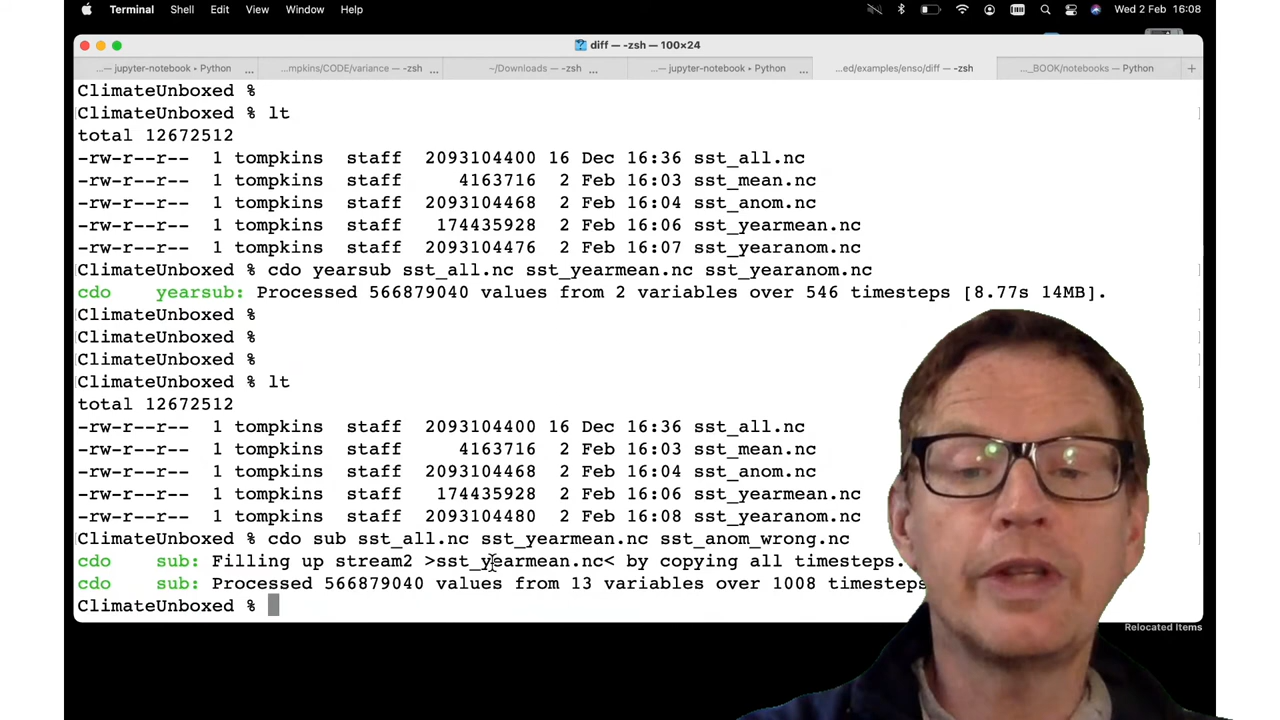 Terminal Shell Edit View Window Help Wed 2 Feb 16:08
diff — -zsh — 100×24
...— jupyter-notebook • Python ... ...mpkins/CODE/variance — -zsh ... ~/Downloads — -zsh ... ...— jupyter-notebook • Python ... ...ed/examples/enso/diff — -zsh ..._BOOK/notebooks — Python +
ClimateUnboxed %
ClimateUnboxed % lt
total 12672512
-rw-r--r-- 1 tompkins staff 2093104400 16 Dec 16:36 sst_all.nc
-rw-r--r-- 1 tompkins staff 4163716 2 Feb 16:03 sst_mean.nc
-rw-r--r-- 1 tompkins staff 2093104468 2 Feb 16:04 sst_anom.nc
-rw-r--r-- 1 tompkins staff 174435928 2 Feb 16:06 sst_yearmean.nc
-rw-r--r-- 1 tompkins staff 2093104476 2 Feb 16:07 sst_yearanom.nc
ClimateUnboxed % cdo yearsub sst_all.nc sst_yearmean.nc sst_yearanom.nc
cdo yearsub: Processed 566879040 values from 2 variables over 546 timesteps [8.77s 14MB].
ClimateUnboxed %
ClimateUnboxed %
ClimateUnboxed %
ClimateUnboxed % lt
total 12672512
-rw-r--r-- 1 tompkins staff 2093104400 16 Dec 16:36 sst_all.nc
-rw-r--r-- 1 tompkins staff 4163716 2 Feb 16:03 sst_mean.nc
-rw-r--r-- 1 tompkins staff 2093104468 2 Feb 16:04 sst_anom.nc
-rw-r--r-- 1 tompkins staff 174435928 2 Feb 16:06 sst_yearmean.nc
-rw-r--r-- 1 tompkins staff 2093104480 2 Feb 16:08 sst_yearanom.nc
ClimateUnboxed % cdo sub sst_all.nc sst_yearmean.nc sst_anom_wrong.nc
cdo sub: Filling up stream2 >sst_yearmean.nc< by copying all timesteps.
cdo sub: Processed 566879040 values from 13 variables over 1008 timesteps
ClimateUnboxed %
Relocated Items